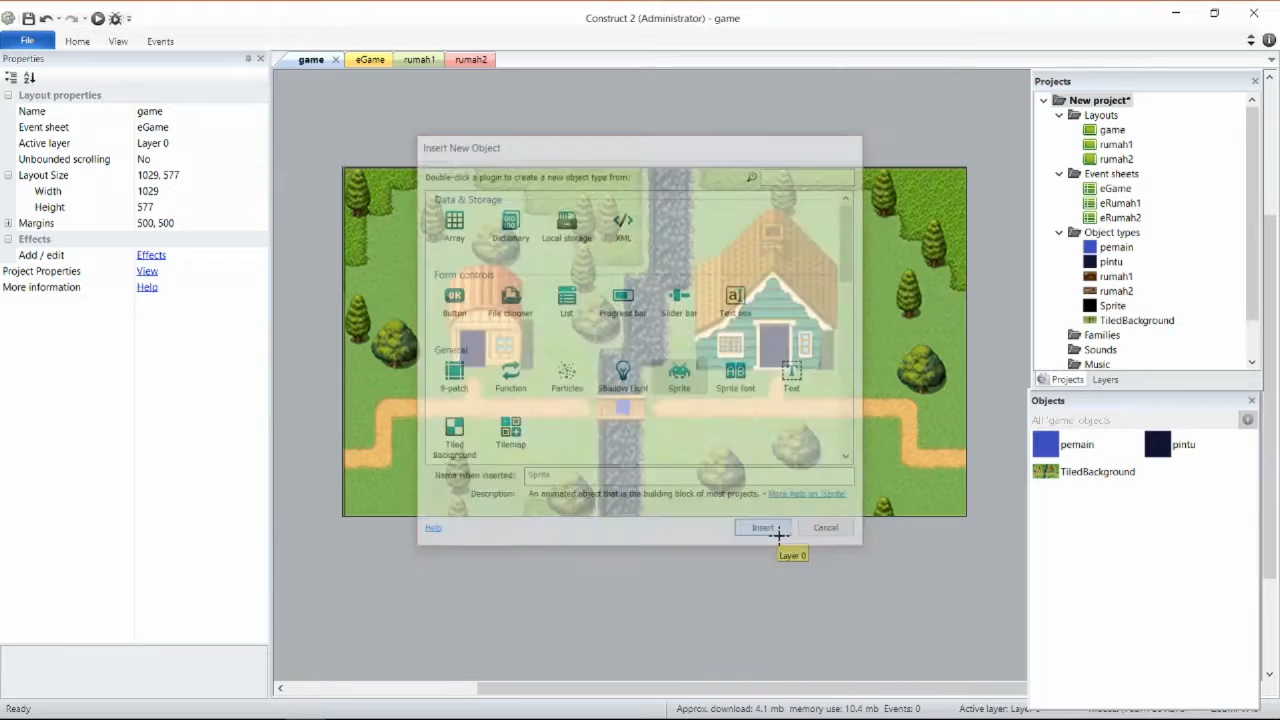 Construct 2 (Administrator) - game
File Home View Events
Properties
game eGame rumah1 rumah2
Layout properties
Name game
Event sheet eGame
Active layer Layer 0
Unbounded scrolling No
Layout Size 1029, 577
Width 1029
Height 577
Margins 500, 500
Effects
Add / edit Effects
Project Properties View
More information Help
Insert New Object
Double-click a plugin to create a new object type from:
Data & Storage
Array Dictionary Local storage XML
Form controls
Button File chooser List Progress bar Slider bar Text box
General
9-patch Function Particles Shadow Light Sprite Sprite font Text
Tiled Background Tilemap
Name when inserted: Sprite
Description: An animated object that is the building block of most projects. - More help on 'Sprite'
Help Insert Cancel
Layer 0
Projects
New project*
Layouts
game
rumah1
rumah2
Event sheets
eGame
eRumah1
eRumah2
Object types
pemain
pintu
rumah1
rumah2
Sprite
TiledBackground
Families
Sounds
Music
Projects Layers
Objects
All 'game' objects
pemain pintu
TiledBackground
Ready
Approx. download: 4.1 mb memory use: 10.4 mb Events: 0 Active layer: